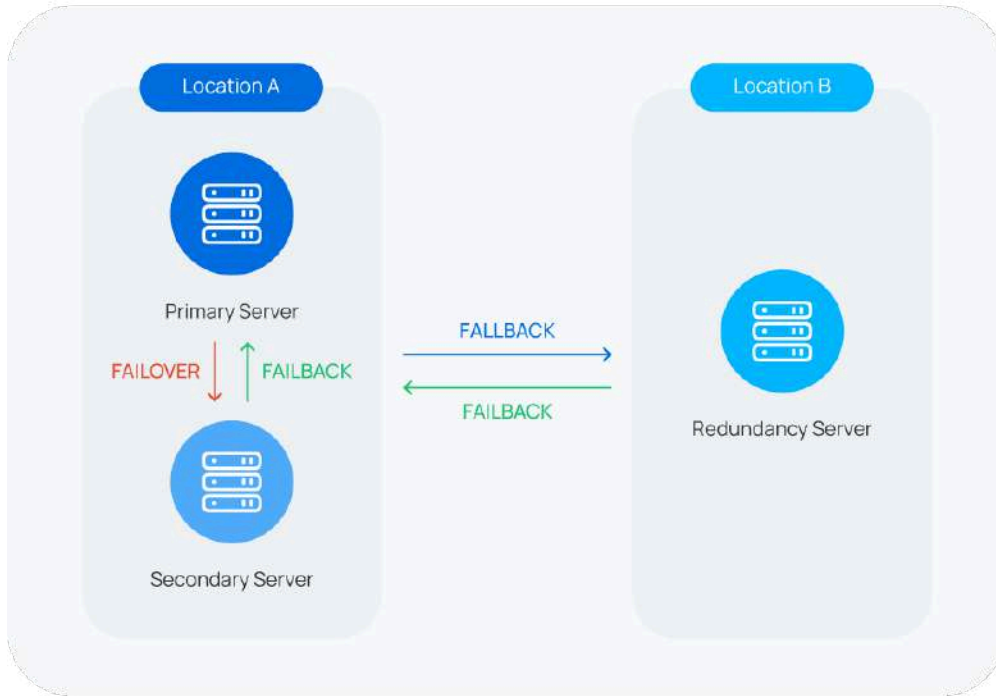 Location A
Location B
Primary Server
FAILOVER
FAILBACK
Secondary Server
FALLBACK
FAILBACK
Redundancy Server